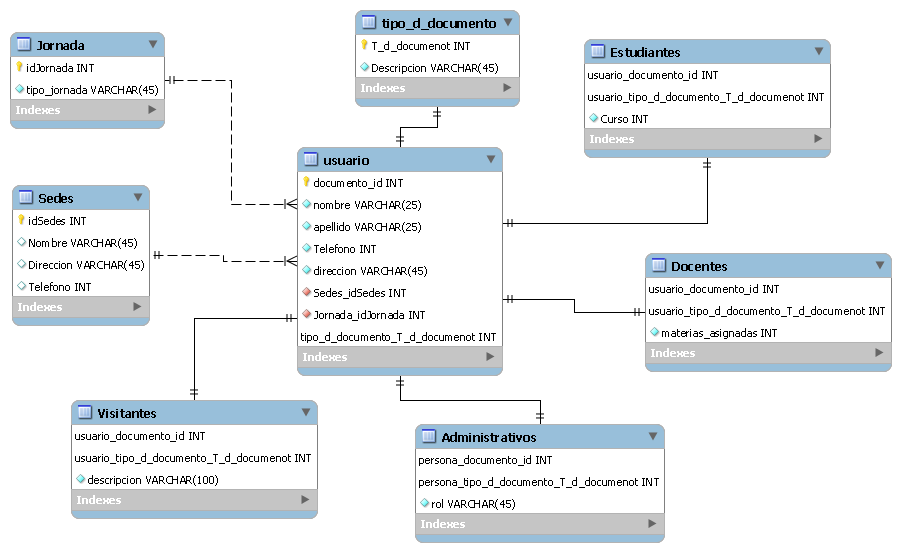 Jornada
idJornada INT
tipo_jornada VARCHAR(45)
Indexes
tipo_d_documento
T_d_documenot INT
Descripcion VARCHAR(45)
Indexes
Estudiantes
usuario_documento_id INT
usuario_tipo_d_documento_T_d_documenot INT
Curso INT
Indexes
Sedes
idSedes INT
Nombre VARCHAR(45)
Direccion VARCHAR(45)
Telefono INT
Indexes
usuario
documento_id INT
nombre VARCHAR(25)
apellido VARCHAR(25)
Telefono INT
direccion VARCHAR(45)
Sedes_idSedes INT
Jornada_idJornada INT
tipo_d_documento_T_d_documenot INT
Indexes
Docentes
usuario_documento_id INT
usuario_tipo_d_documento_T_d_documenot INT
materias_asignadas INT
Indexes
Visitantes
usuario_documento_id INT
usuario_tipo_d_documento_T_d_documenot INT
descripcion VARCHAR(100)
Indexes
Administrativos
persona_documento_id INT
persona_tipo_d_documento_T_d_documenot INT
rol VARCHAR(45)
Indexes